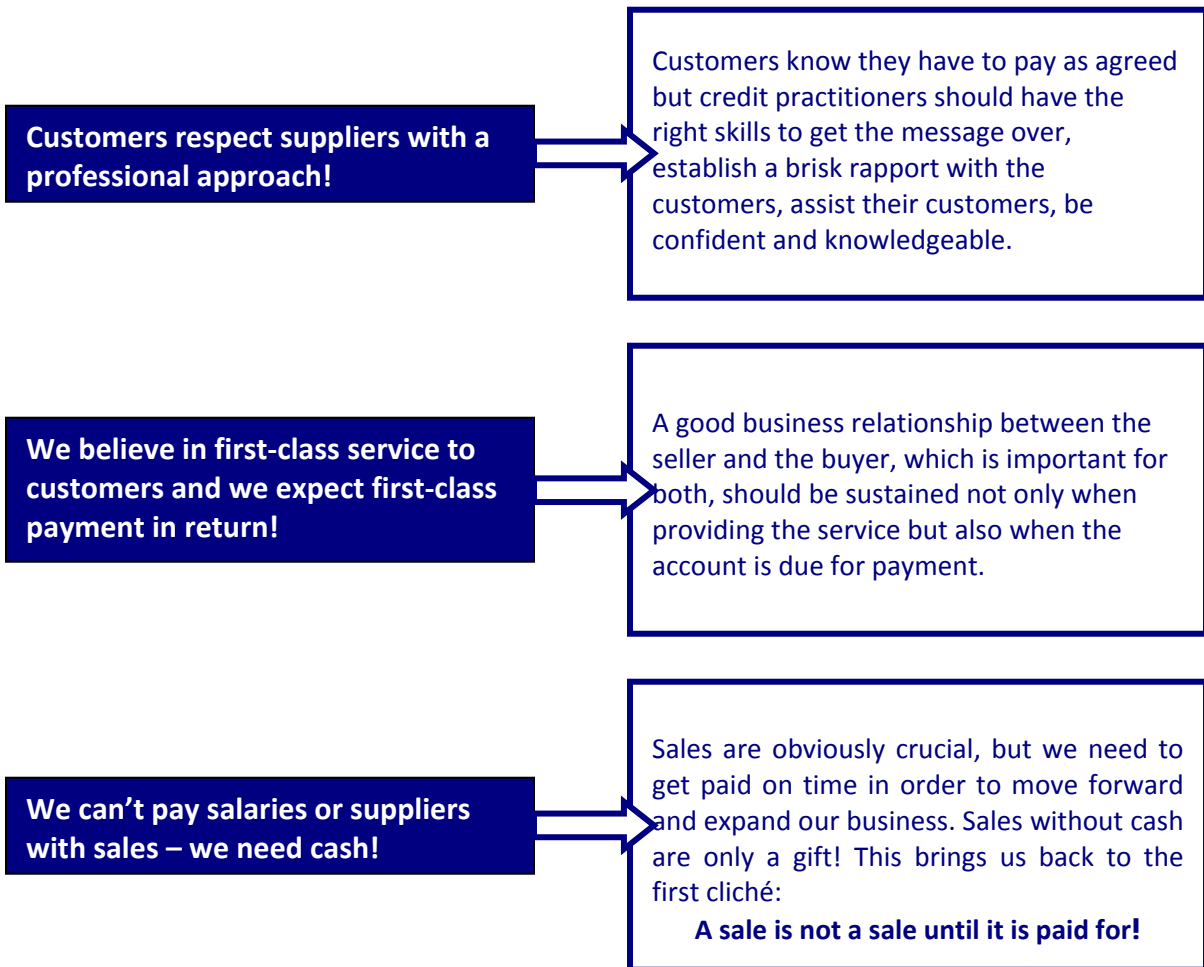 Customers respect suppliers with a
professional approach!
Customers know they have to pay as agreed
but credit practitioners should have the
right skills to get the message over,
establish a brisk rapport with the
customers, assist their customers, be
confident and knowledgeable.
We believe in first-class service to
customers and we expect first-class
payment in return!
A good business relationship between the
seller and the buyer, which is important for
both, should be sustained not only when
providing the service but also when the
account is due for payment.
We can’t pay salaries or suppliers
with sales – we need cash!
Sales are obviously crucial, but we need to
get paid on time in order to move forward
and expand our business. Sales without cash
are only a gift! This brings us back to the
first cliché:
A sale is not a sale until it is paid for!